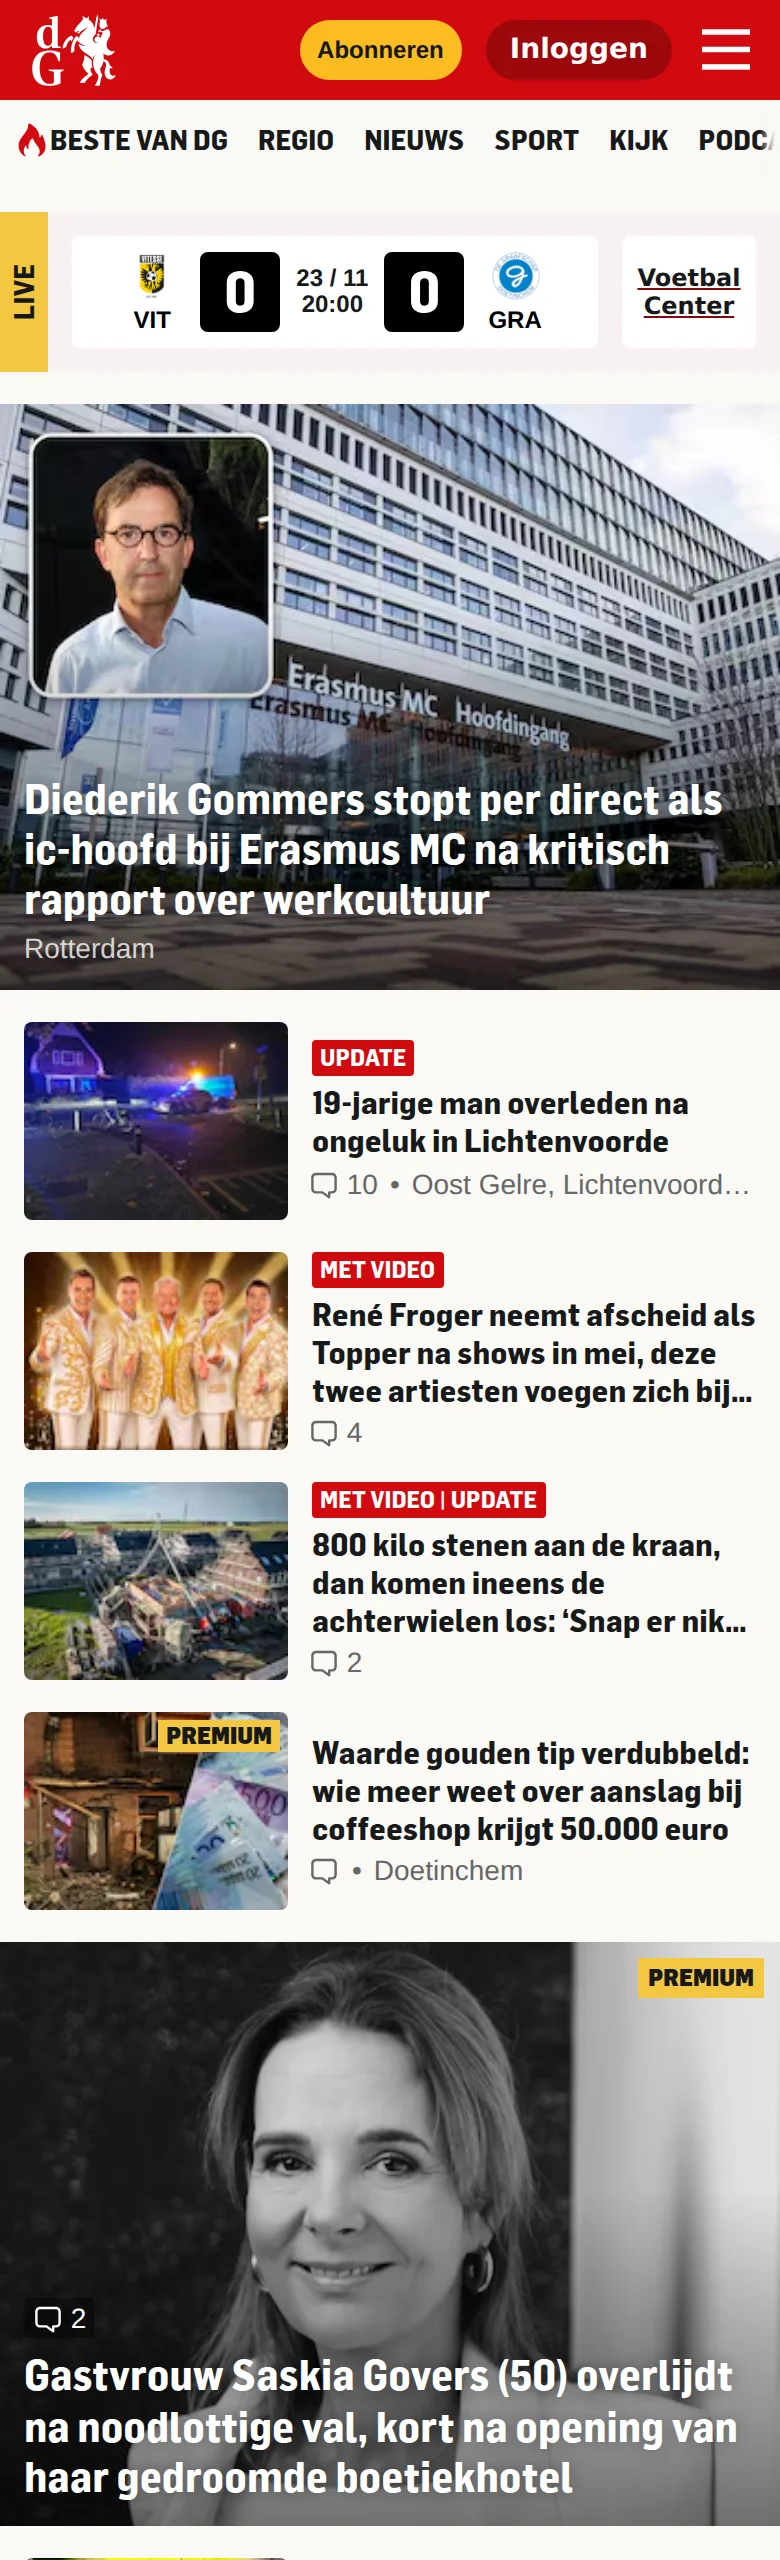 dG
Abonneren
Inloggen
BESTE VAN DG
REGIO
NIEUWS
SPORT
KIJK
PODCA
LIVE
VITESSE
VIT
0
23 / 11
20:00
0
GRA
Voetbal
Center
Erasmus MC Hoofdingang
Diederik Gommers stopt per direct als
ic-hoofd bij Erasmus MC na kritisch
rapport over werkcultuur
Rotterdam
UPDATE
19-jarige man overleden na
ongeluk in Lichtenvoorde
10 • Oost Gelre, Lichtenvoord…
MET VIDEO
René Froger neemt afscheid als
Topper na shows in mei, deze
twee artiesten voegen zich bij…
4
MET VIDEO | UPDATE
800 kilo stenen aan de kraan,
dan komen ineens de
achterwielen los: ‘Snap er nik…
2
PREMIUM
Waarde gouden tip verdubbeld:
wie meer weet over aanslag bij
coffeeshop krijgt 50.000 euro
• Doetinchem
PREMIUM
2
Gastvrouw Saskia Govers (50) overlijdt
na noodlottige val, kort na opening van
haar gedroomde boetiekhotel